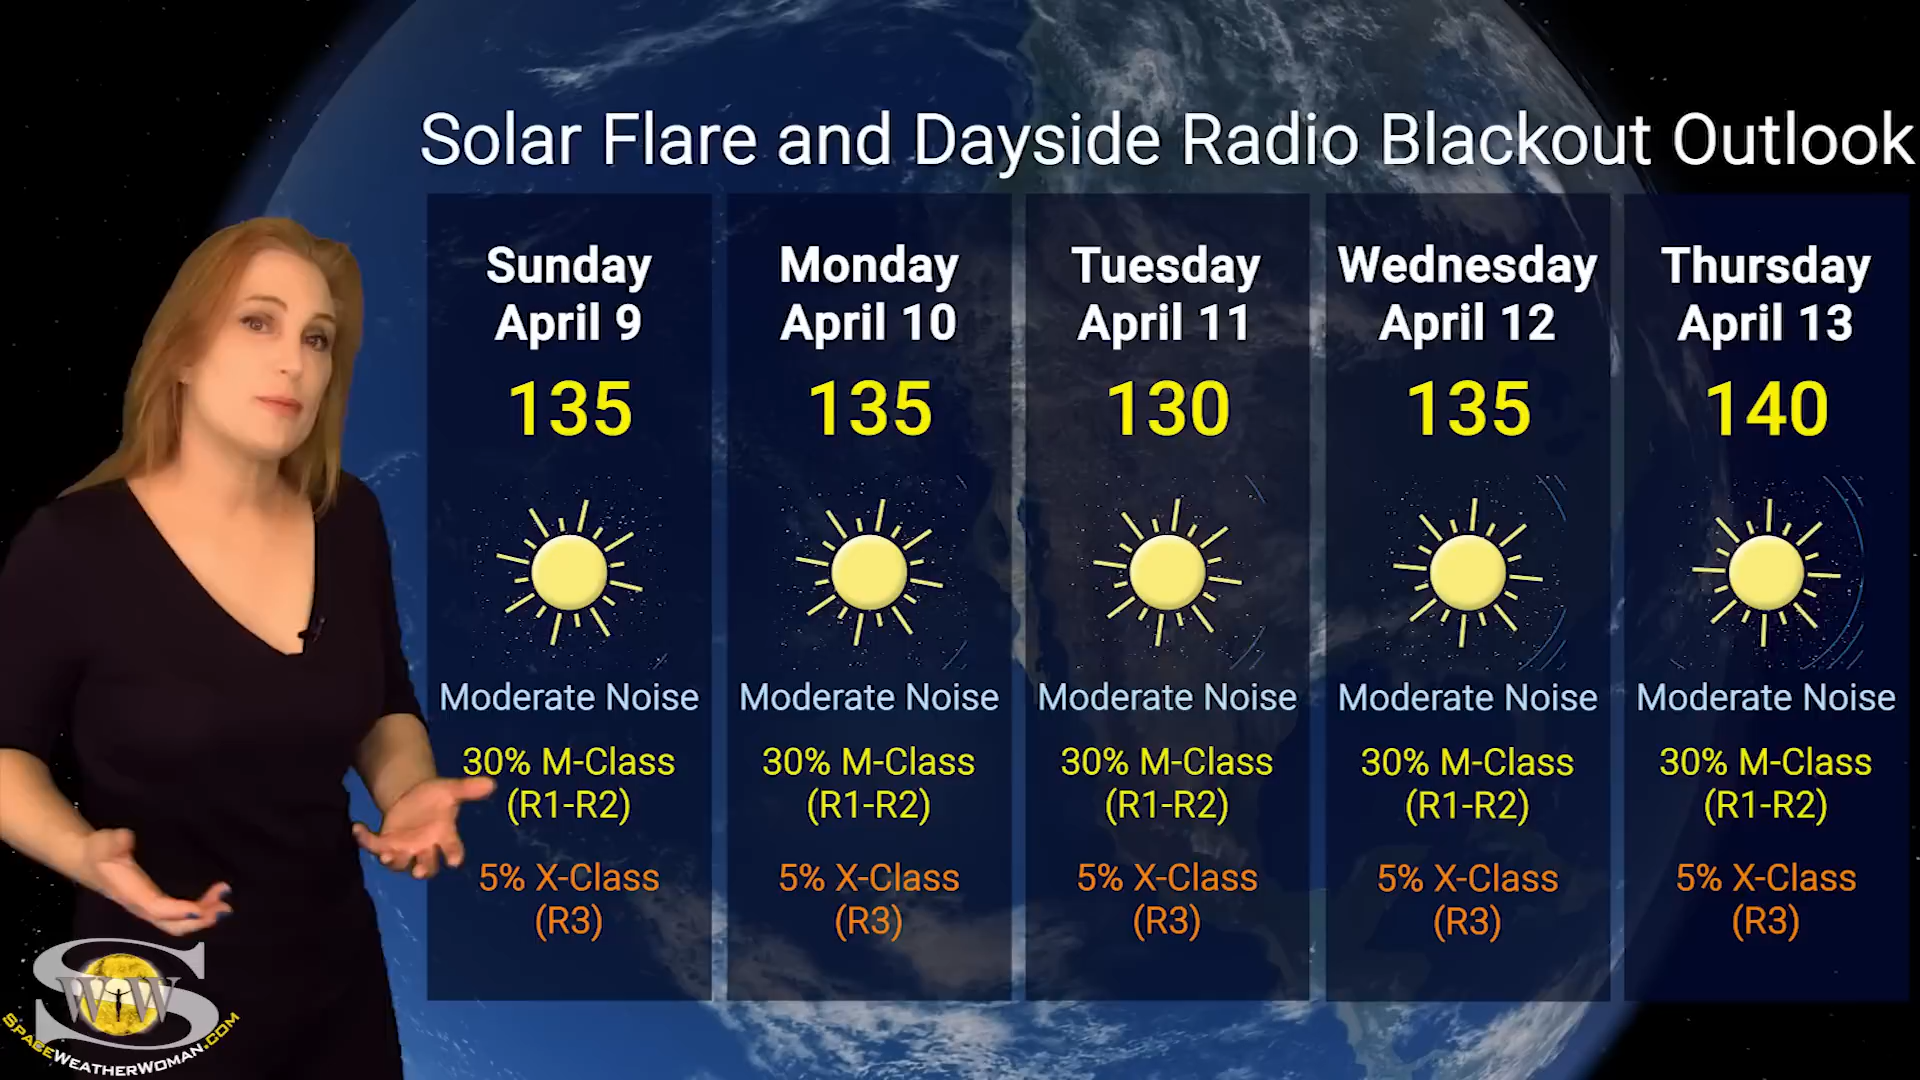 Solar Flare and Dayside Radio Blackout Outlook
Sunday
April 9
135
Moderate Noise
30% M-Class
(R1-R2)
5% X-Class
(R3)
Monday
April 10
135
Moderate Noise
30% M-Class
(R1-R2)
5% X-Class
(R3)
Tuesday
April 11
130
Moderate Noise
30% M-Class
(R1-R2)
5% X-Class
(R3)
Wednesday
April 12
135
Moderate Noise
30% M-Class
(R1-R2)
5% X-Class
(R3)
Thursday
April 13
140
Moderate Noise
30% M-Class
(R1-R2)
5% X-Class
(R3)
SWW
SPACEWEATHERWOMAN.COM